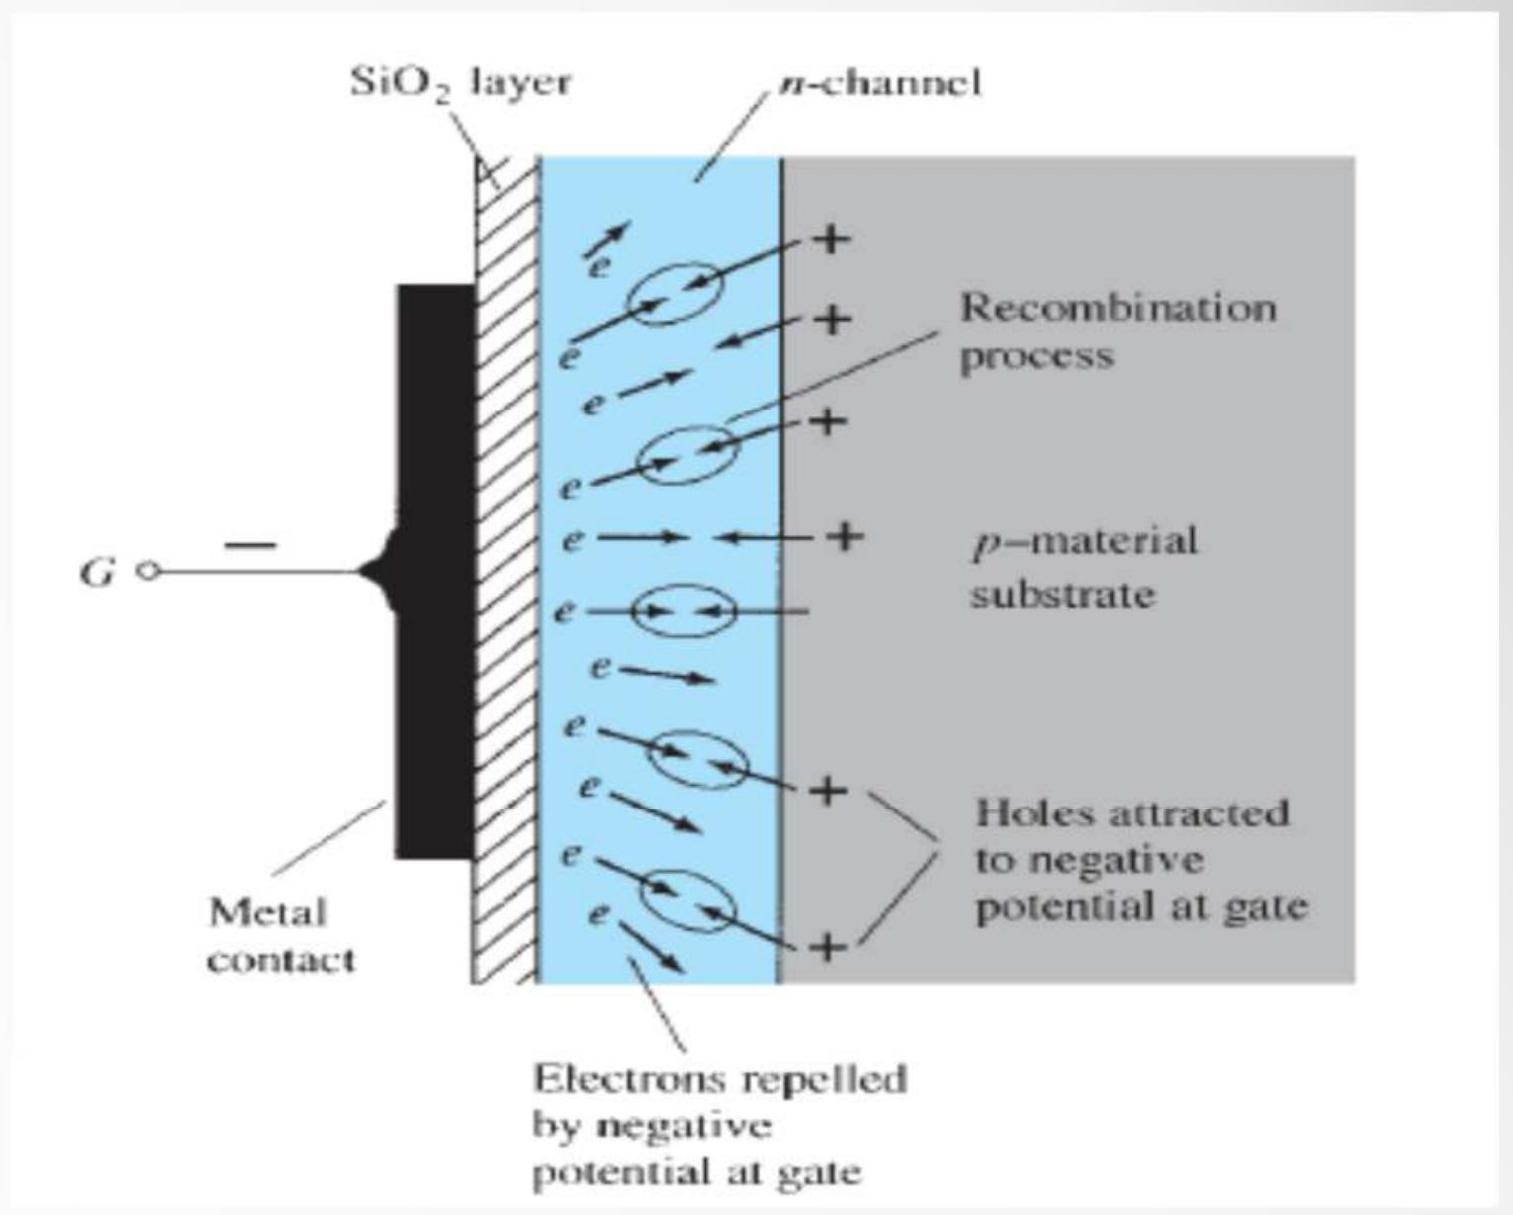 SiO₂ layer
n-channel
+
e
+
Recombination
process
e
e
+
e
e
+
p–material
substrate
−
G
e
e
e
+
e
Holes attracted
to negative
potential at gate
e
e
+
Metal
contact
Electrons repelled
by negative
potential at gate